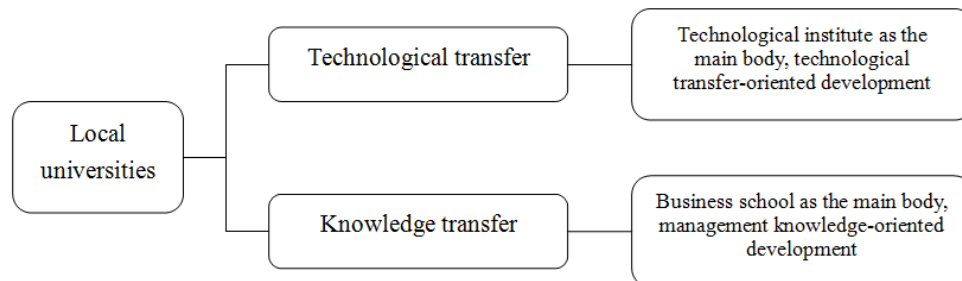 Local
universities
Technological transfer
Technological institute as the
main body, technological
transfer-oriented development
Knowledge transfer
Business school as the main body,
management knowledge-oriented
development